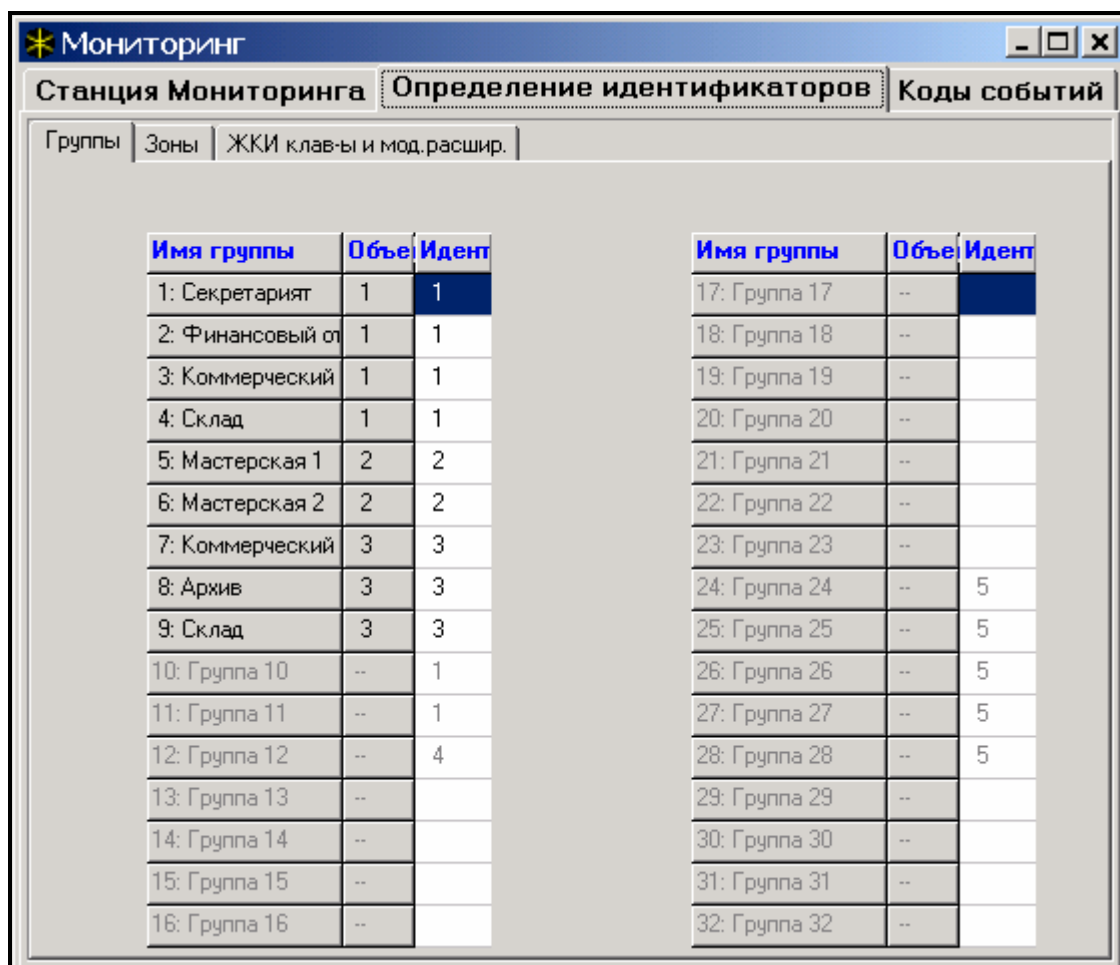 Мониторинг
Станция Мониторинга Определение идентификаторов Коды событий
Группы Зоны ЖКИ клав-ы и мод.расшир.
Имя группы Объе Идент Имя группы Объе Идент
1: Секретарият 1 1 17: Группа 17 --
2: Финансовый от 1 1 18: Группа 18 --
3: Коммерческий 1 1 19: Группа 19 --
4: Склад 1 1 20: Группа 20 --
5: Мастерская 1 2 2 21: Группа 21 --
6: Мастерская 2 2 2 22: Группа 22 --
7: Коммерческий 3 3 23: Группа 23 --
8: Архив 3 3 24: Группа 24 -- 5
9: Склад 3 3 25: Группа 25 -- 5
10: Группа 10 -- 1 26: Группа 26 -- 5
11: Группа 11 -- 1 27: Группа 27 -- 5
12: Группа 12 -- 4 28: Группа 28 -- 5
13: Группа 13 -- 29: Группа 29 --
14: Группа 14 -- 30: Группа 30 --
15: Группа 15 -- 31: Группа 31 --
16: Группа 16 -- 32: Группа 32 --